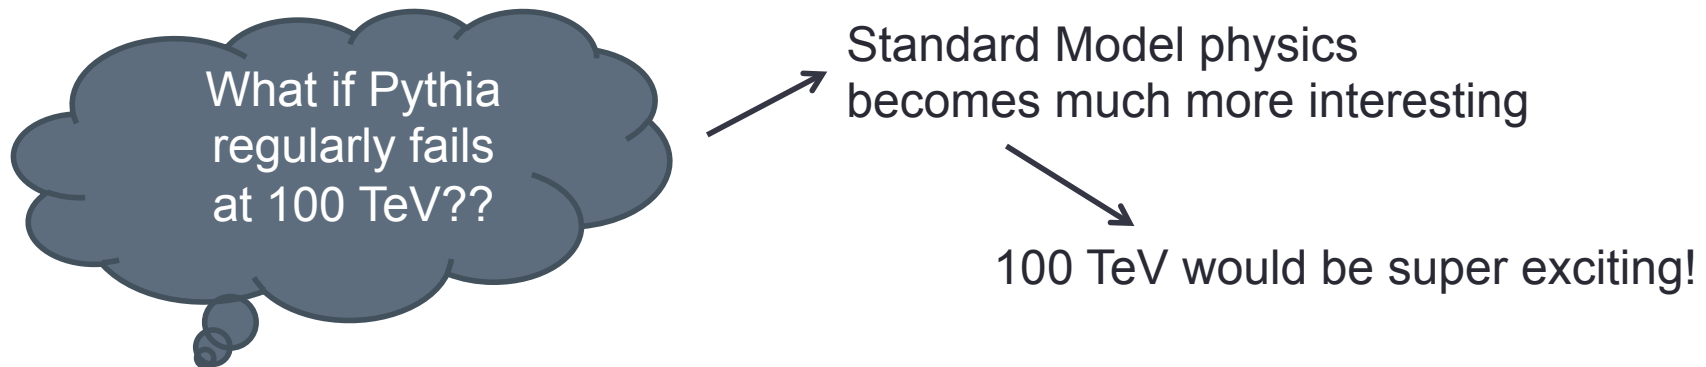 What if Pythia
regularly fails
at 100 TeV??
Standard Model physics
becomes much more interesting
100 TeV would be super exciting!